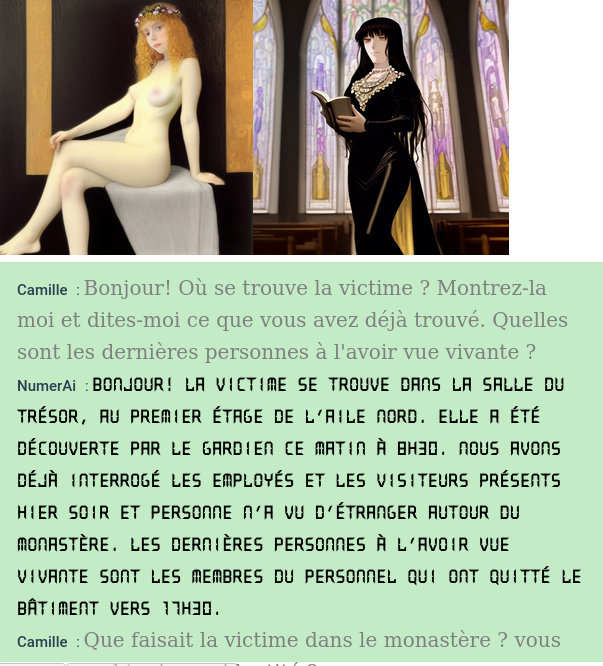 Camille : Bonjour! Où se trouve la victime ? Montrez-la
moi et dites-moi ce que vous avez déjà trouvé. Quelles
sont les dernières personnes à l'avoir vue vivante ?
NumerAi : BONJOUR! LA VICTIME SE TROUVE DANS LA SALLE DU
TRÉSOR, AU PREMIER ÉTAGE DE L'AILE NORD. ELLE A ÉTÉ
DÉCOUVERTE PAR LE GARDIEN CE MATIN À 8H30. NOUS AVONS
DÉJÀ INTERROGÉ LES EMPLOYÉS ET LES VISITEURS PRÉSENTS
HIER SOIR ET PERSONNE N'A VU D'ÉTRANGER AUTOUR DU
MONASTÈRE. LES DERNIÈRES PERSONNES À L'AVOIR VUE
VIVANTE SONT LES MEMBRES DU PERSONNEL QUI ONT QUITTÉ LE
BÂTIMENT VERS 17H30.
Camille : Que faisait la victime dans le monastère ? vous